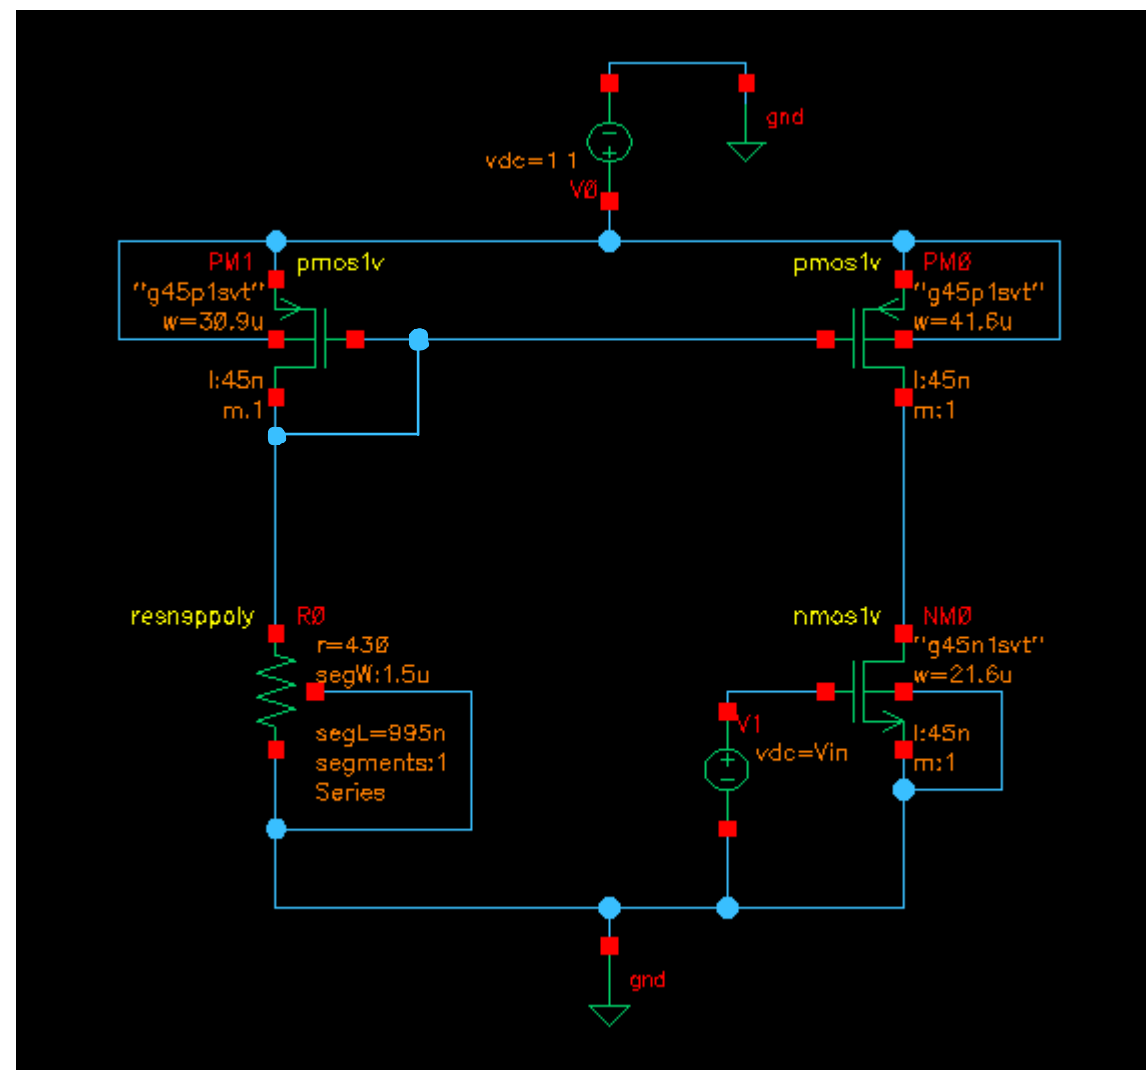 gnd
vdc=1 1
V0
PM1
pmos1v
"g45p1svt"
w=30.9u
l:45n
m.1
pmos1v
PM0
"g45p1svt"
w=41.6u
l:45n
m:1
resnsppoly
R0
r=430
segW:1.5u
segL=995n
segments:1
Series
nmos1v
NM0
"g45n1svt"
w=21.6u
l:45n
m:1
V1
vdc=Vin
gnd